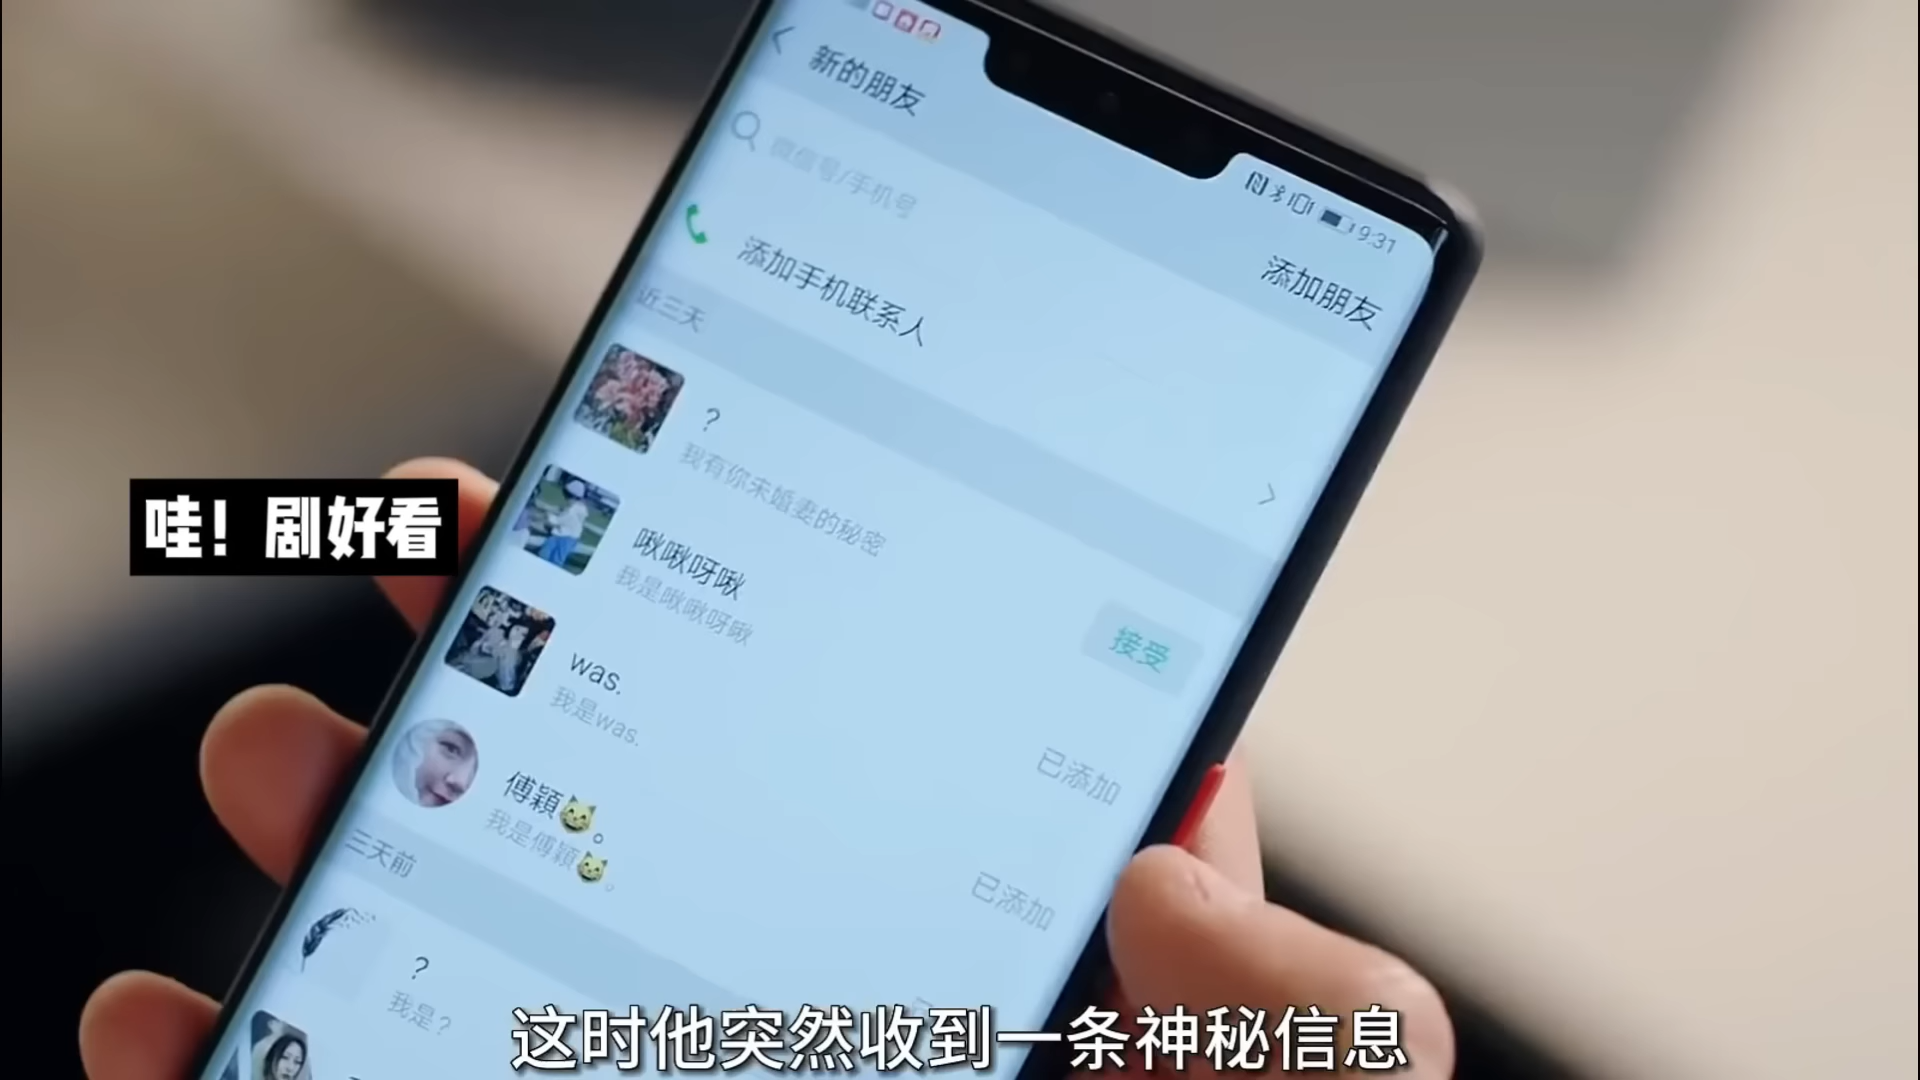 新的朋友
9:31
添加朋友
微信号/手机号
添加手机联系人
近三天
?
我有你未婚妻的秘密
接受
啾啾呀啾
我是啾啾呀啾
已添加
was.
我是was.
已添加
傅穎😺。
我是傅穎😺。
三天前
?
我是?
哇！剧好看
这时他突然收到一条神秘信息